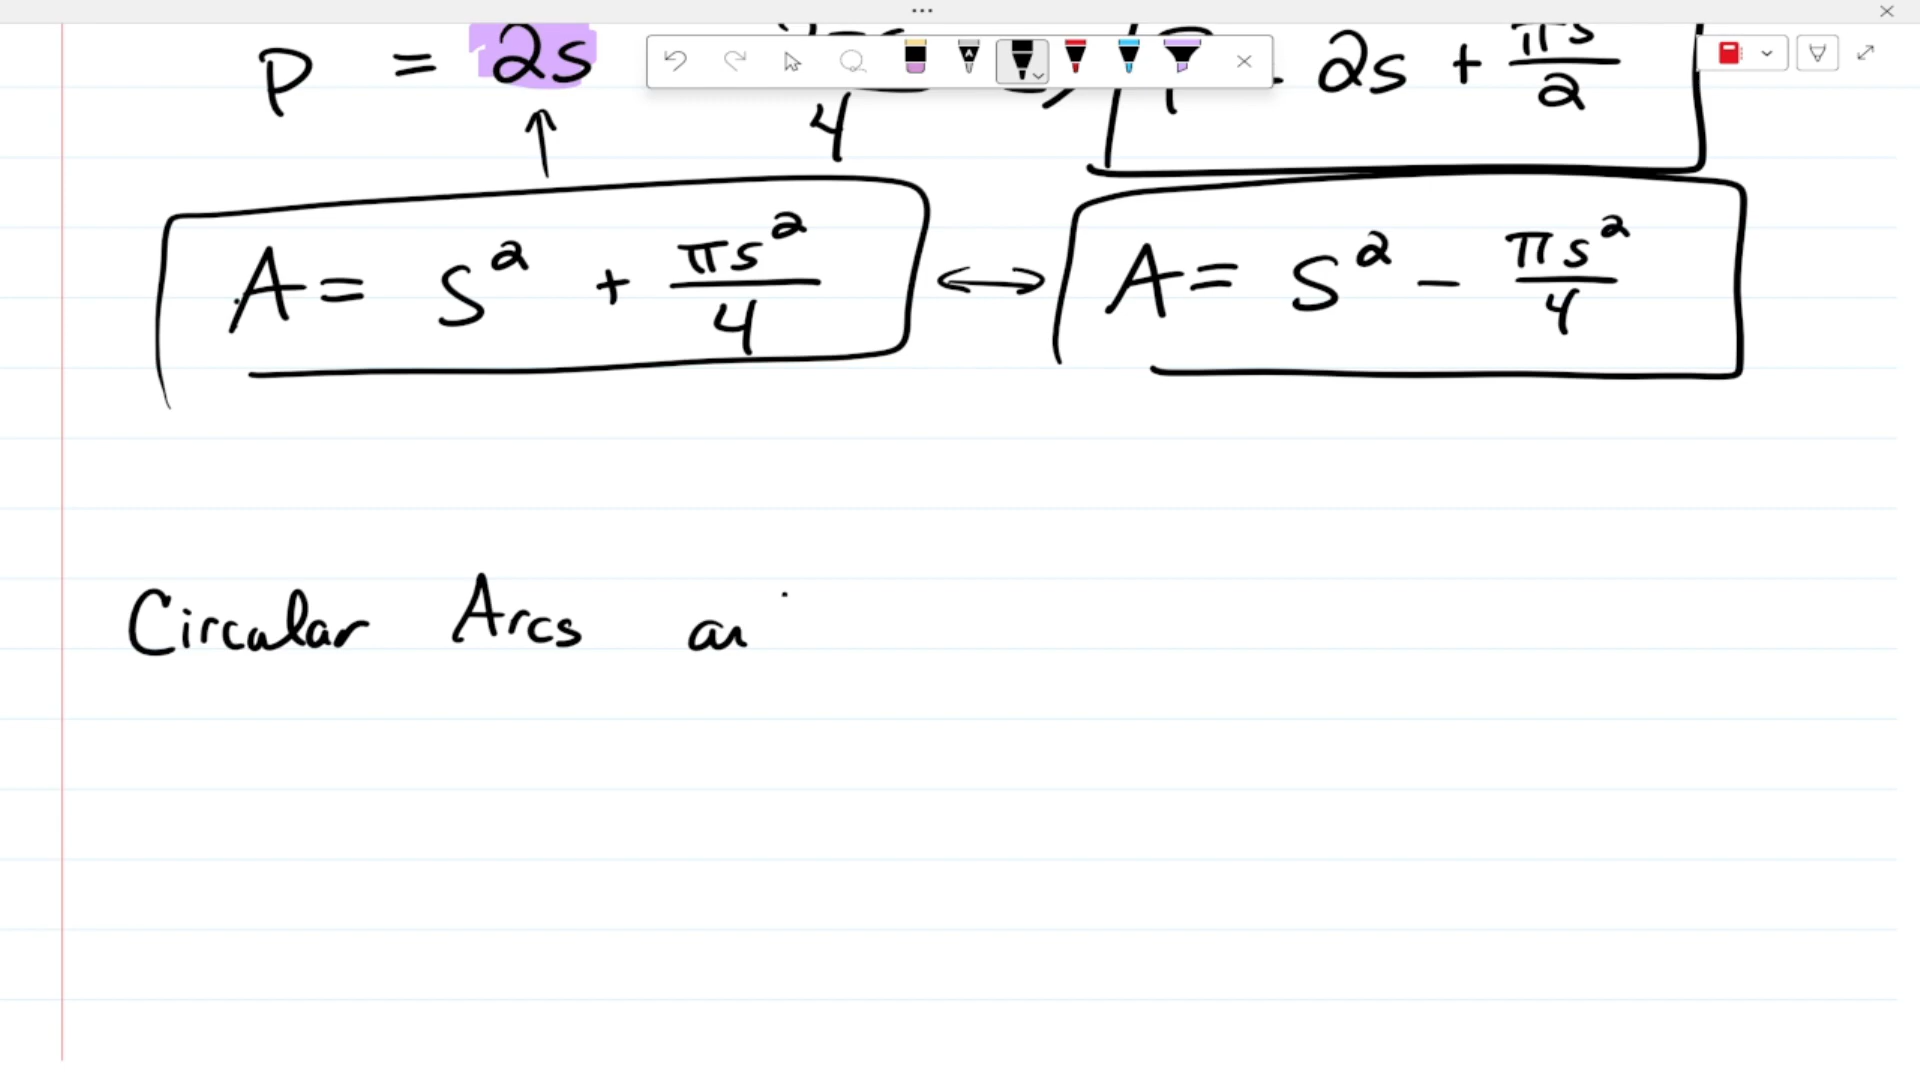 P = 2s 4 2s + πs/2
A = s² + πs²/4 ↔ A = s² − πs²/4
Circular Arcs an